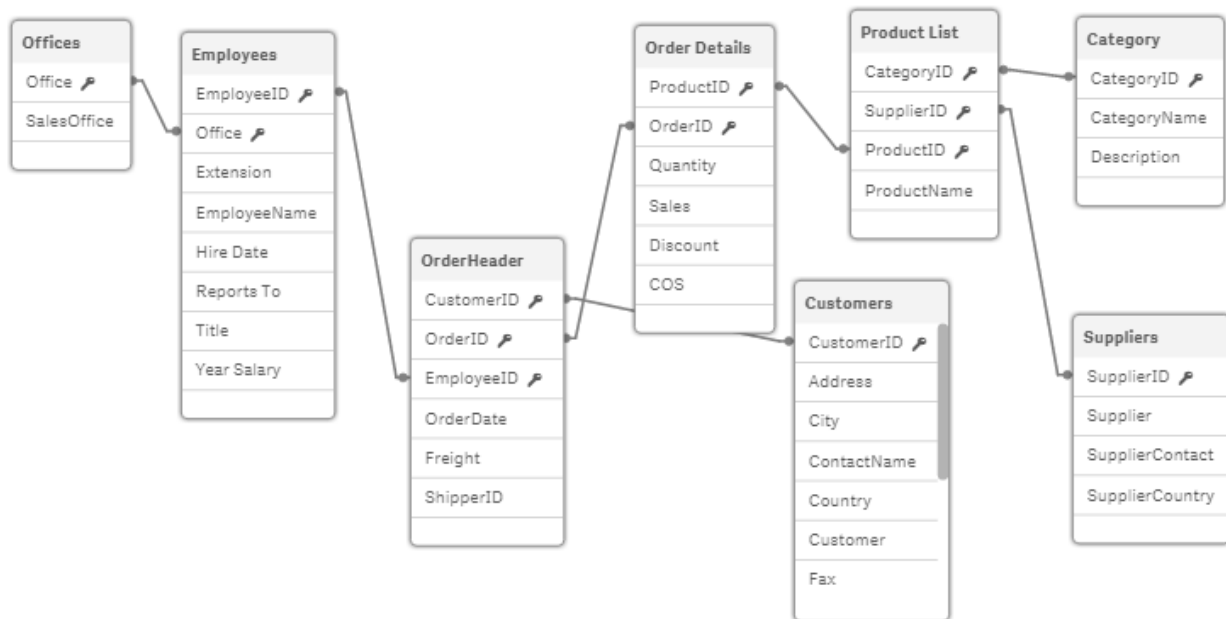 Offices
Office
SalesOffice
Employees
EmployeeID
Office
Extension
EmployeeName
Hire Date
Reports To
Title
Year Salary
OrderHeader
CustomerID
OrderID
EmployeeID
OrderDate
Freight
ShipperID
Order Details
ProductID
OrderID
Quantity
Sales
Discount
COS
Product List
CategoryID
SupplierID
ProductID
ProductName
Customers
CustomerID
Address
City
ContactName
Country
Customer
Fax
Category
CategoryID
CategoryName
Description
Suppliers
SupplierID
Supplier
SupplierContact
SupplierCountry